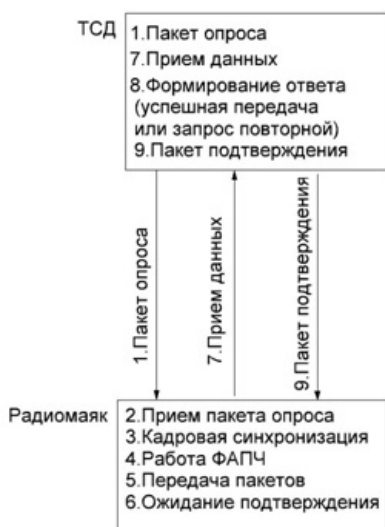 ТСД
1.Пакет опроса
7.Прием данных
8.Формирование ответа
(успешная передача
или запрос повторной)
9.Пакет подтверждения
1.Пакет опроса
7.Прием данных
9.Пакет подтверждения
Радиомаяк
2.Прием пакета опроса
3.Кадровая синхронизация
4.Работа ФАПЧ
5.Передача пакетов
6.Ожидание подтверждения